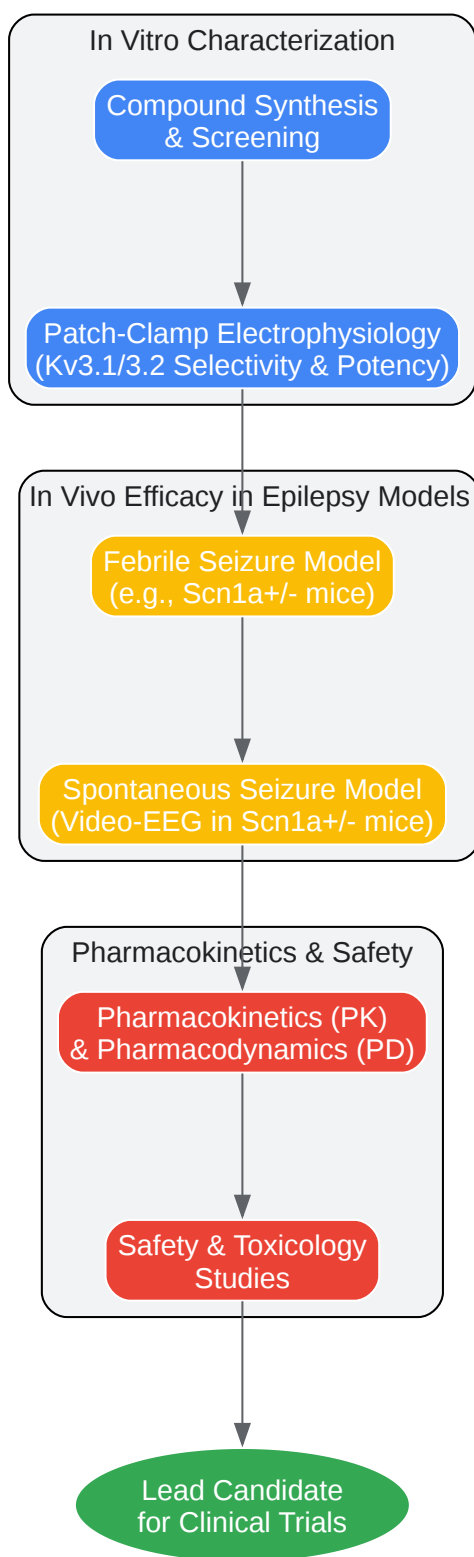 In Vitro Characterization
Compound Synthesis
& Screening
Patch-Clamp Electrophysiology
(Kv3.1/3.2 Selectivity & Potency)
In Vivo Efficacy in Epilepsy Models
Febrile Seizure Model
(e.g., Scn1a+/- mice)
Spontaneous Seizure Model
(Video-EEG in Scn1a+/- mice)
Pharmacokinetics & Safety
Pharmacokinetics (PK)
& Pharmacodynamics (PD)
Safety & Toxicology
Studies
Lead Candidate
for Clinical Trials